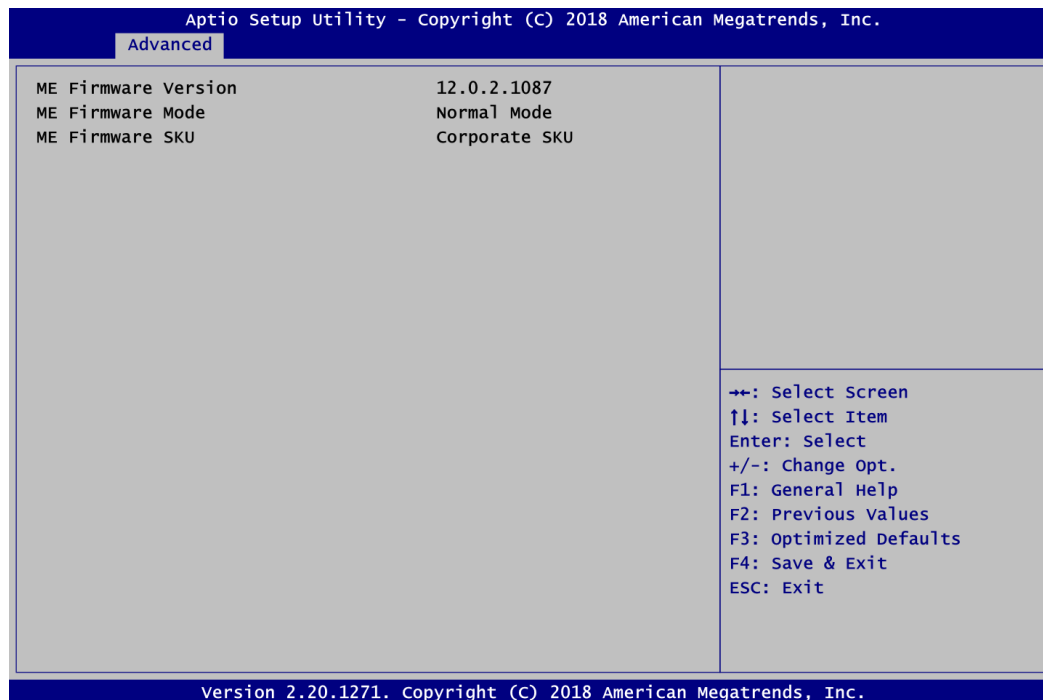 Aptio Setup Utility – Copyright (C) 2018 American Megatrends, Inc.
Advanced
ME Firmware Version 12.0.2.1087
ME Firmware Mode Normal Mode
ME Firmware SKU Corporate SKU
→←: Select Screen
↑↓: Select Item
Enter: Select
+/-: Change Opt.
F1: General Help
F2: Previous Values
F3: Optimized Defaults
F4: Save & Exit
ESC: Exit
Version 2.20.1271. Copyright (C) 2018 American Megatrends, Inc.